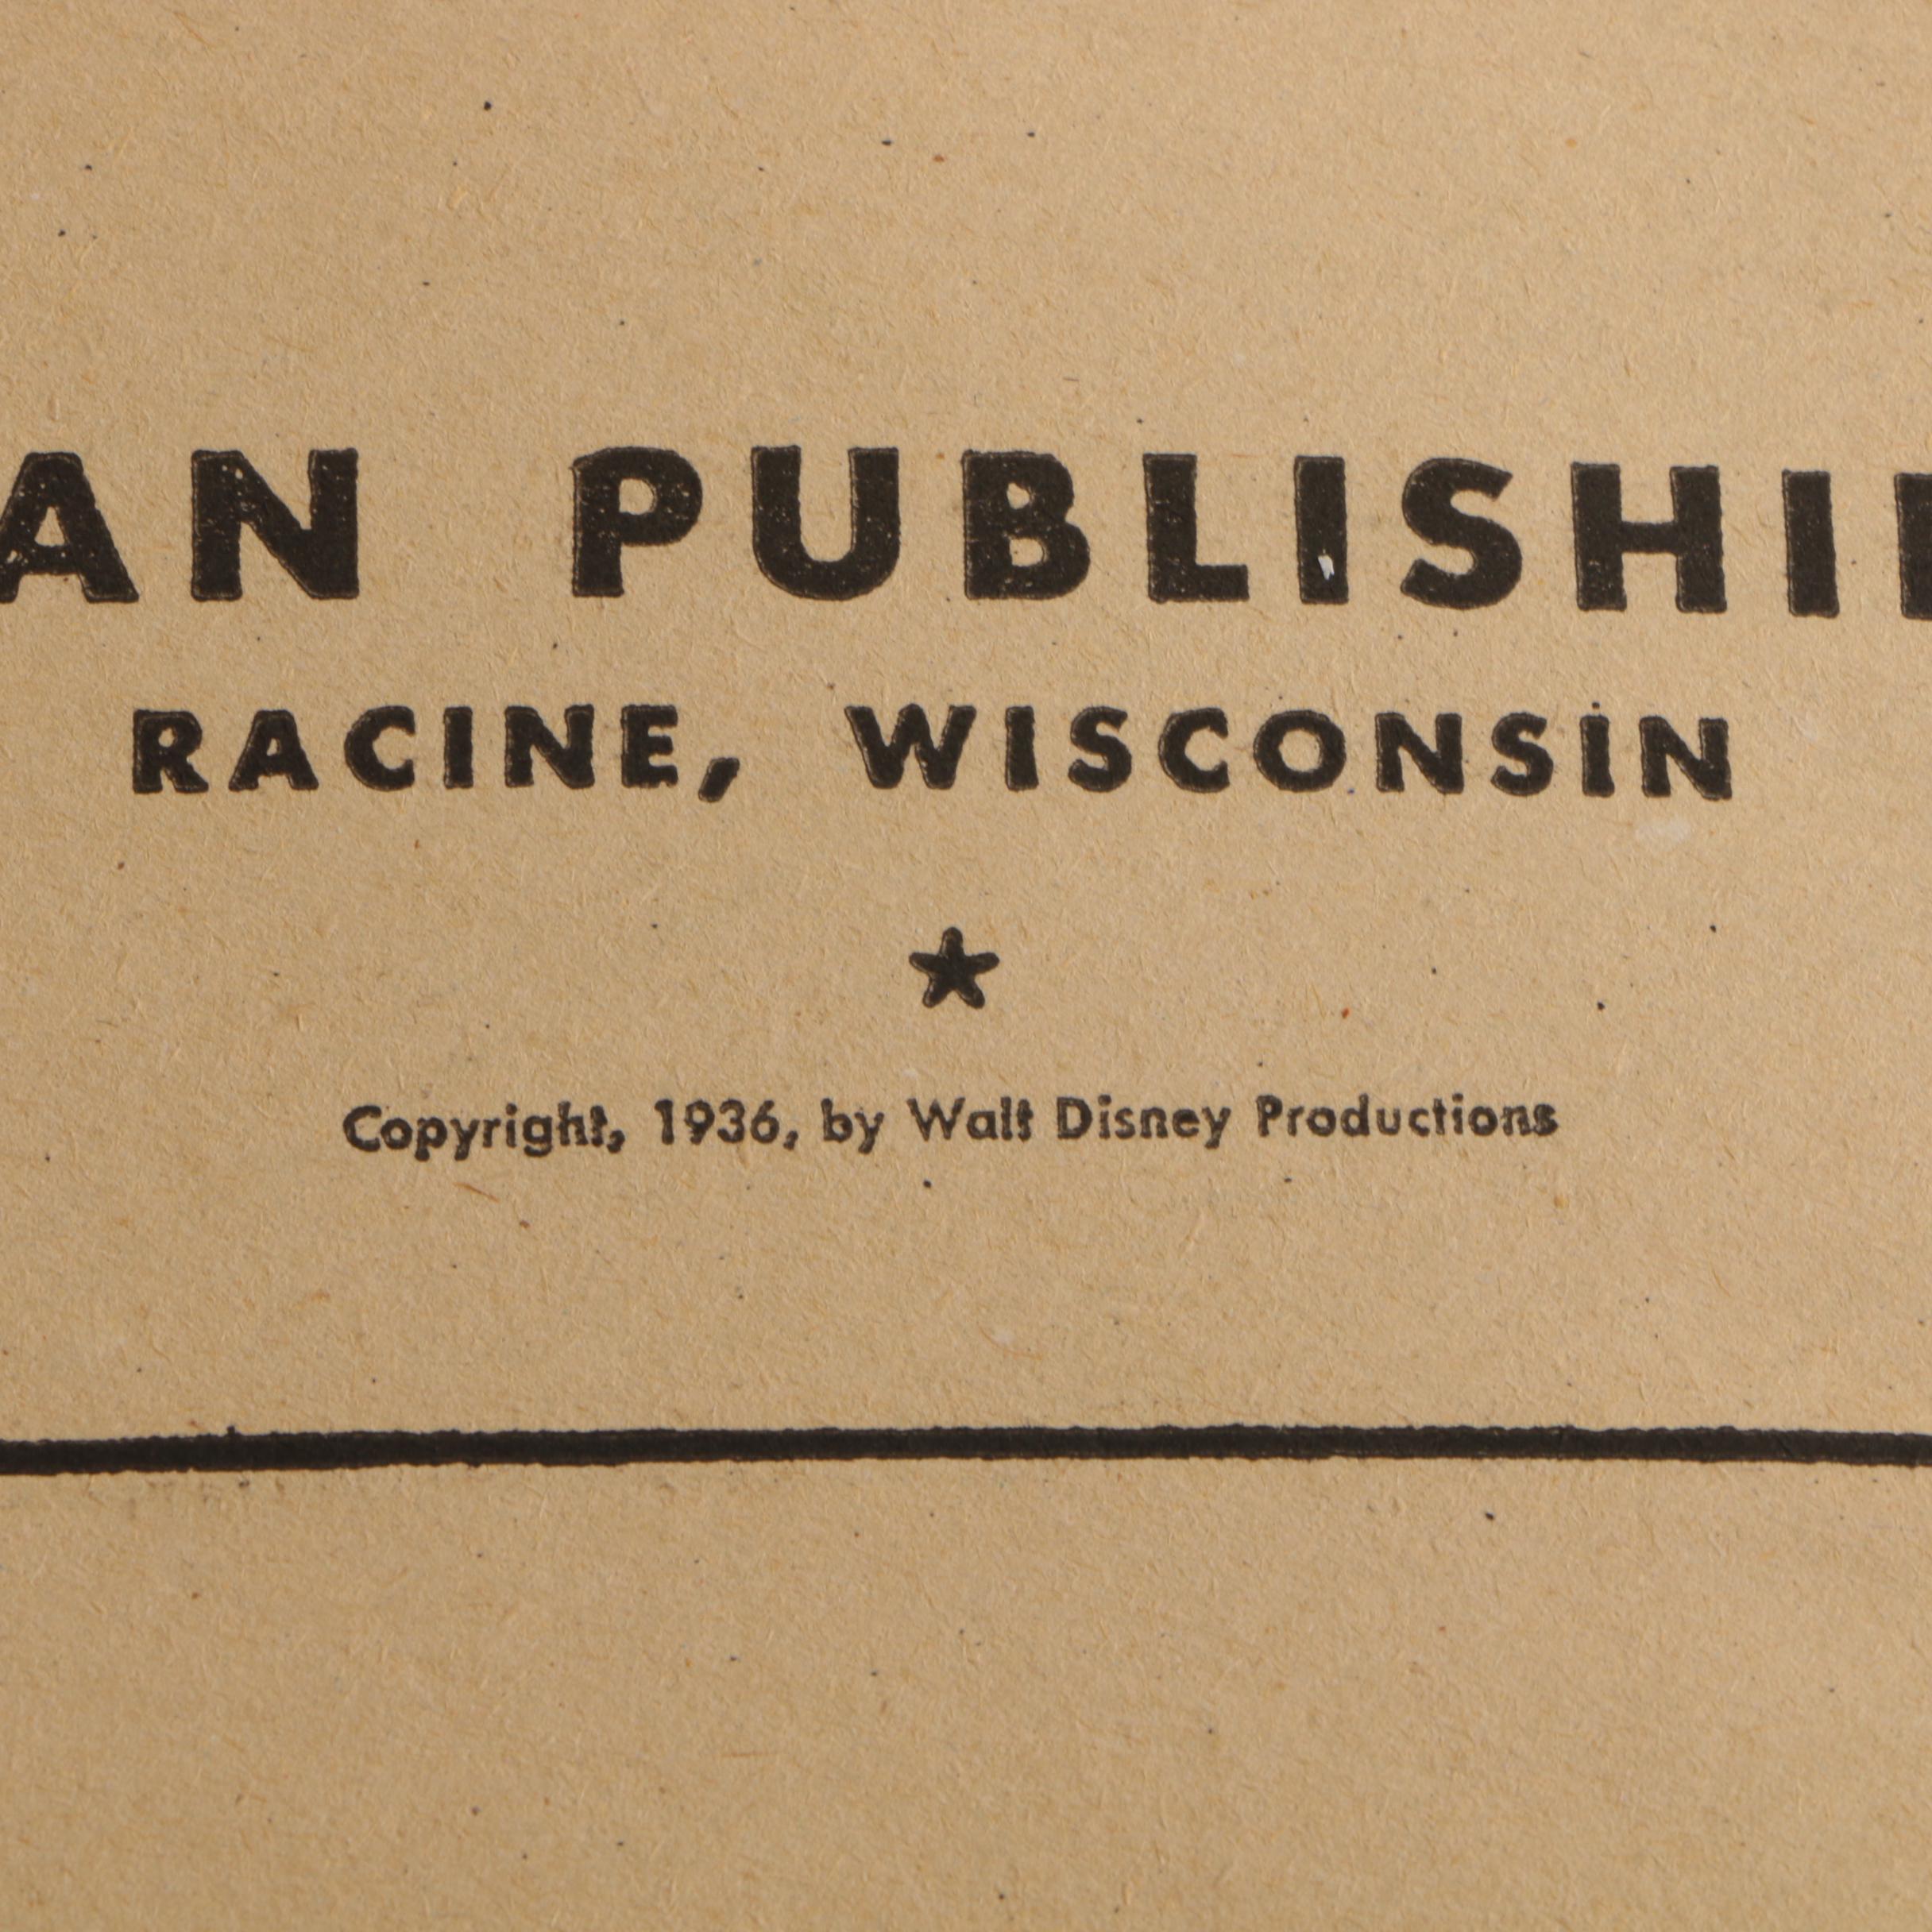 AN PUBLISHI
RACINE, WISCONSIN
Copyright, 1936, by Walt Disney Productions